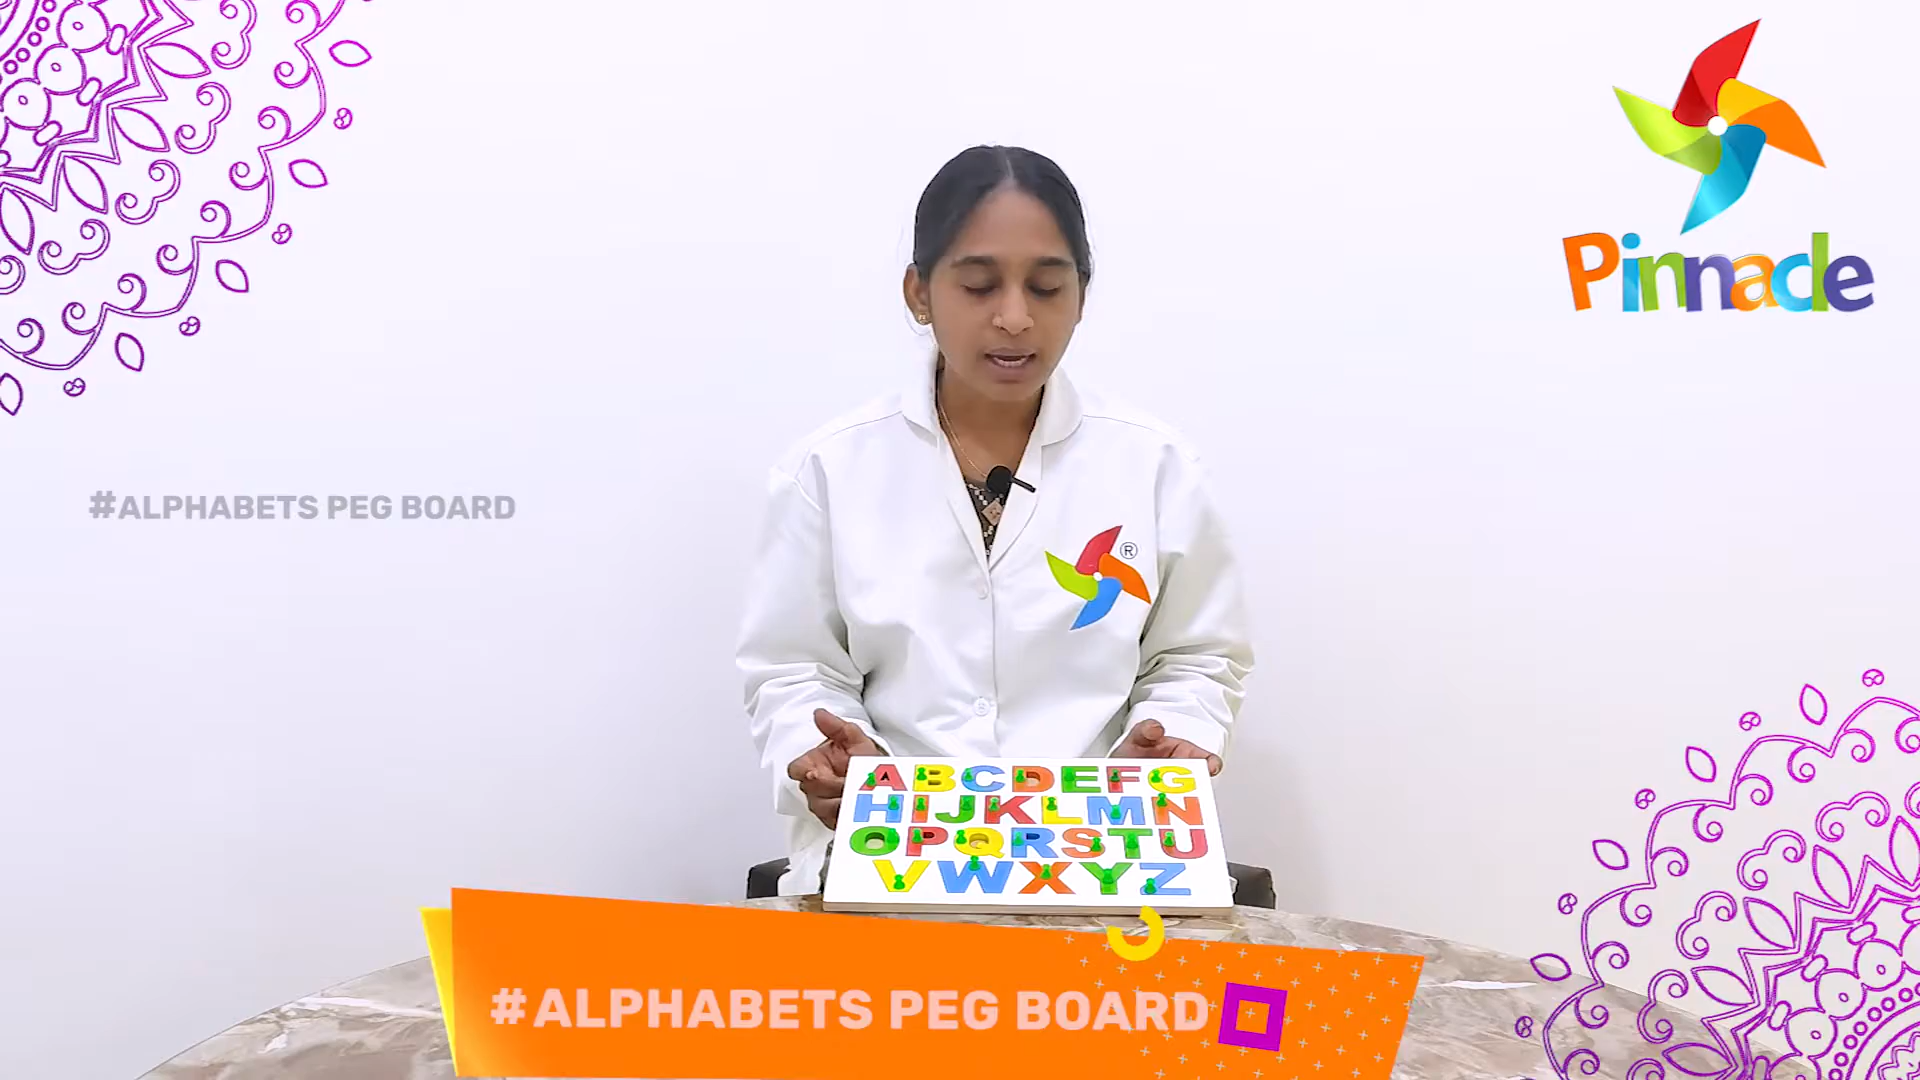 Pinnacle
#ALPHABETS PEG BOARD
®
ABCDEFG
HIJKLMN
OPQRSTU
VWXYZ
#ALPHABETS PEG BOARD